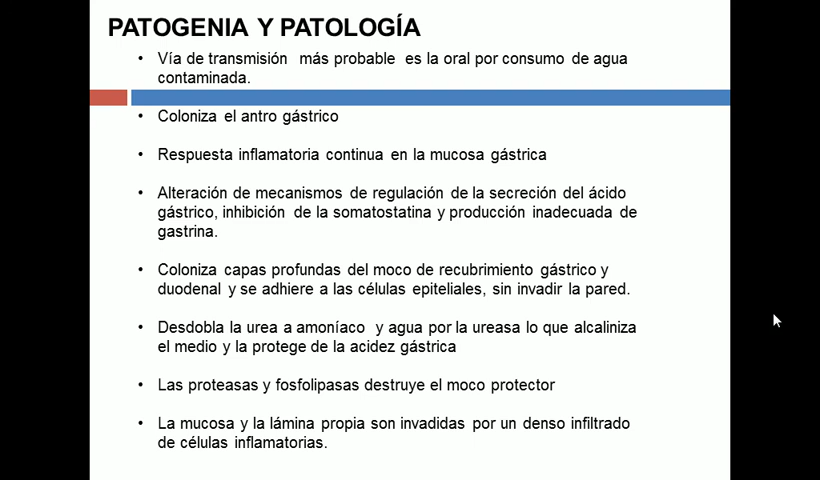 PATOGENIA Y PATOLOGÍA
• Vía de transmisión más probable es la oral por consumo de agua
contaminada.
• Coloniza el antro gástrico
• Respuesta inflamatoria continua en la mucosa gástrica
• Alteración de mecanismos de regulación de la secreción del ácido
gástrico, inhibición de la somatostatina y producción inadecuada de
gastrina.
• Coloniza capas profundas del moco de recubrimiento gástrico y
duodenal y se adhiere a las células epiteliales, sin invadir la pared.
• Desdobla la urea a amoníaco y agua por la ureasa lo que alcaliniza
el medio y la protege de la acidez gástrica
• Las proteasas y fosfolipasas destruye el moco protector
• La mucosa y la lámina propia son invadidas por un denso infiltrado
de células inflamatorias.